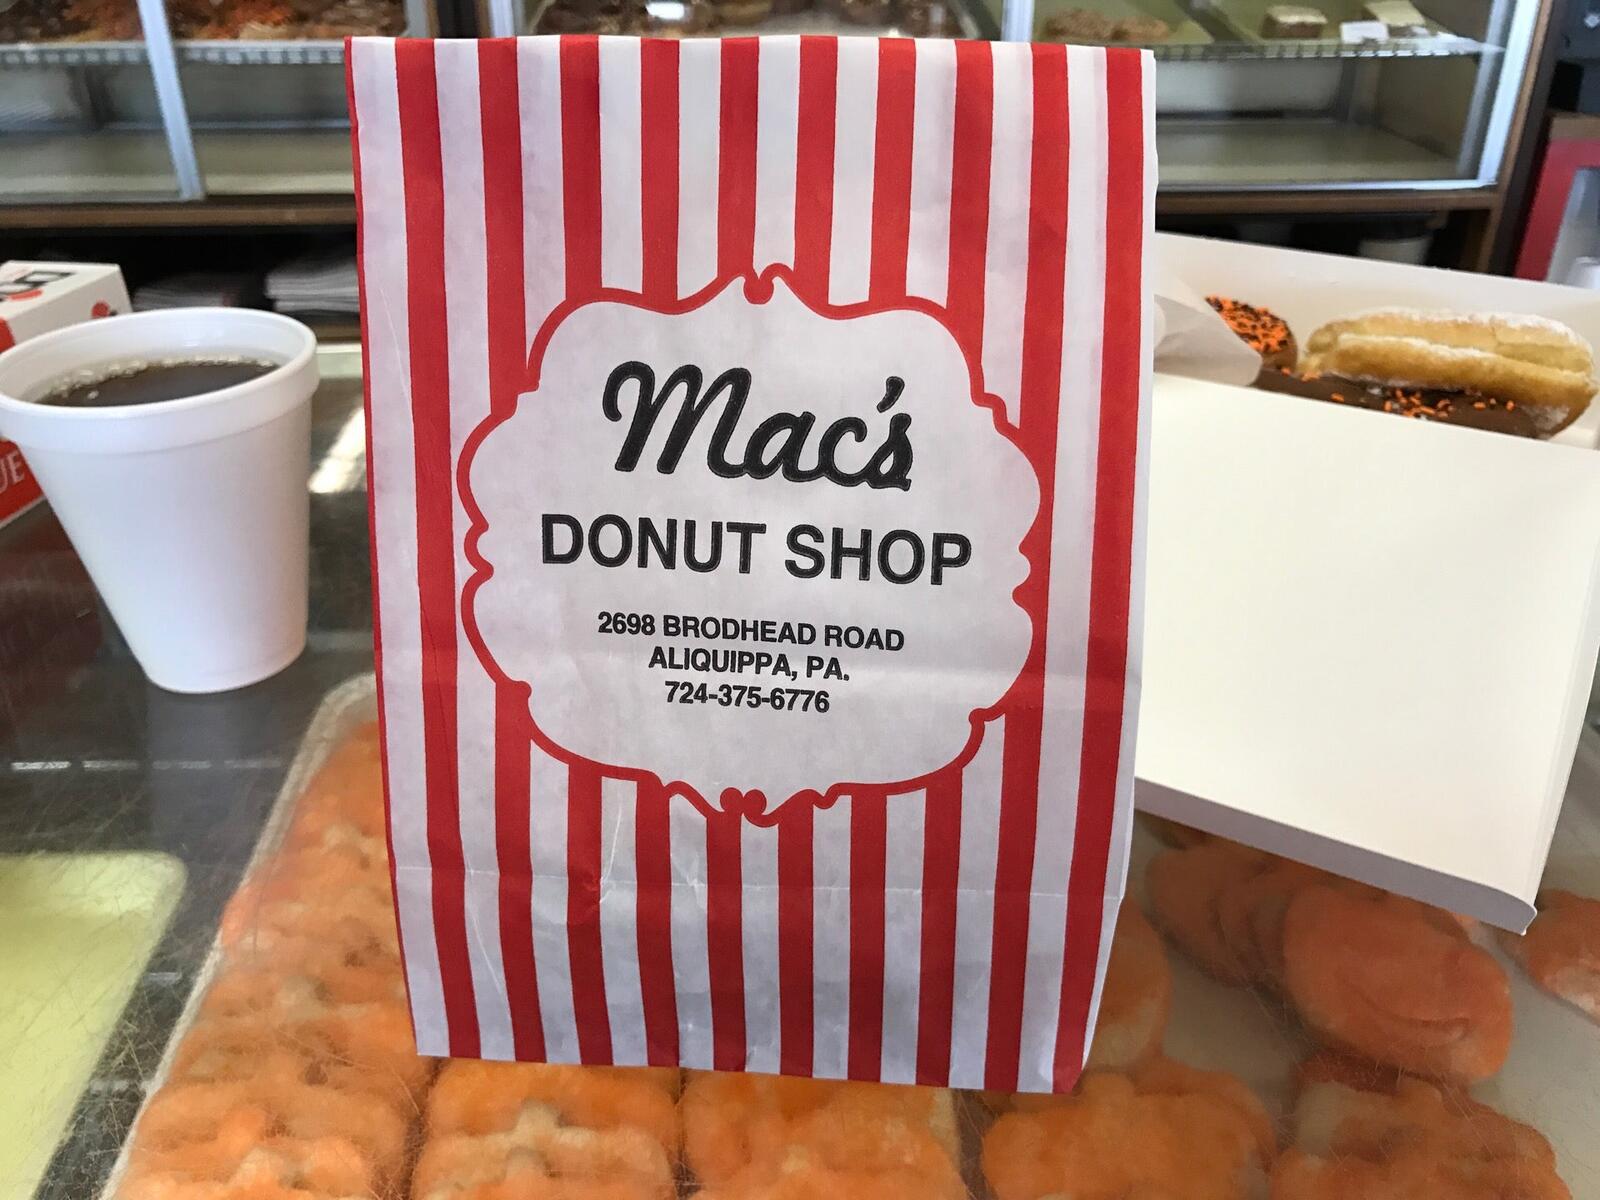 Mac's
DONUT SHOP
2698 BRODHEAD ROAD
ALIQUIPPA, PA.
724-375-6776